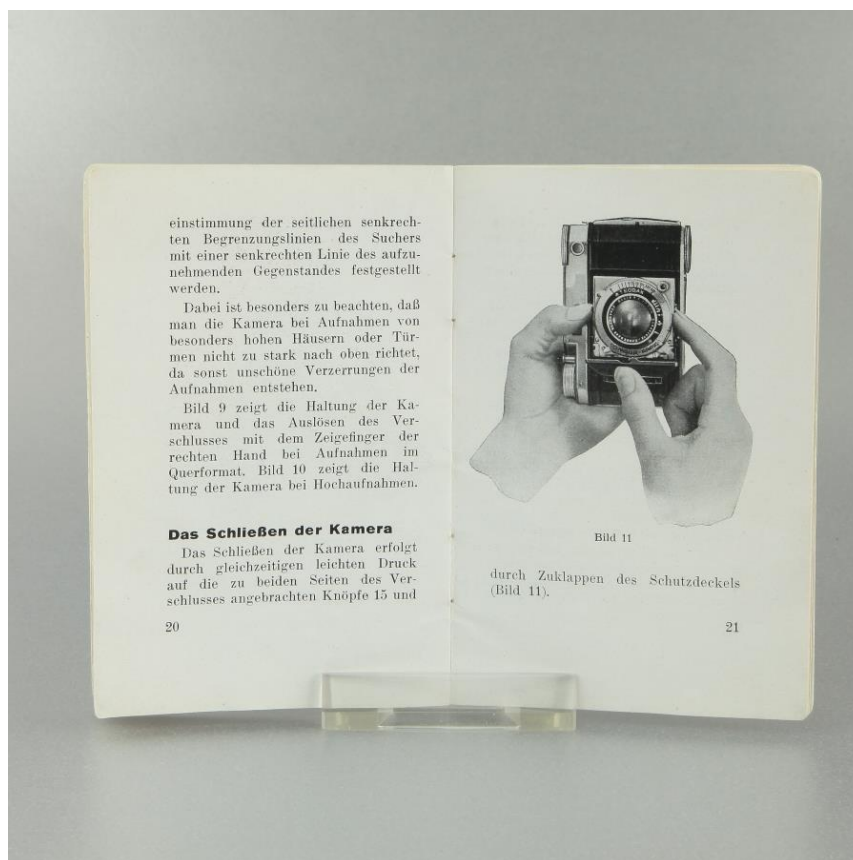 einstimmung der seitlichen senkrech-
ten Begrenzungslinien des Suchers
mit einer senkrechten Linie des aufzu-
nehmenden Gegenstandes festgestellt
werden.
Dabei ist besonders zu beachten, daß
man die Kamera bei Aufnahmen von
besonders hohen Häusern oder Tür-
men nicht zu stark nach oben richtet,
da sonst unschöne Verzerrungen der
Aufnahmen entstehen.
Bild 9 zeigt die Haltung der Ka-
mera und das Auslösen des Ver-
schlusses mit dem Zeigefinger der
rechten Hand bei Aufnahmen im
Querformat. Bild 10 zeigt die Hal-
tung der Kamera bei Hochaufnahmen.
Das Schließen der Kamera
Das Schließen der Kamera erfolgt
durch gleichzeitigen leichten Druck
auf die zu beiden Seiten des Ver-
schlusses angebrachten Knöpfe 15 und
20
Bild 11
durch Zuklappen des Schutzdeckels
(Bild 11).
21